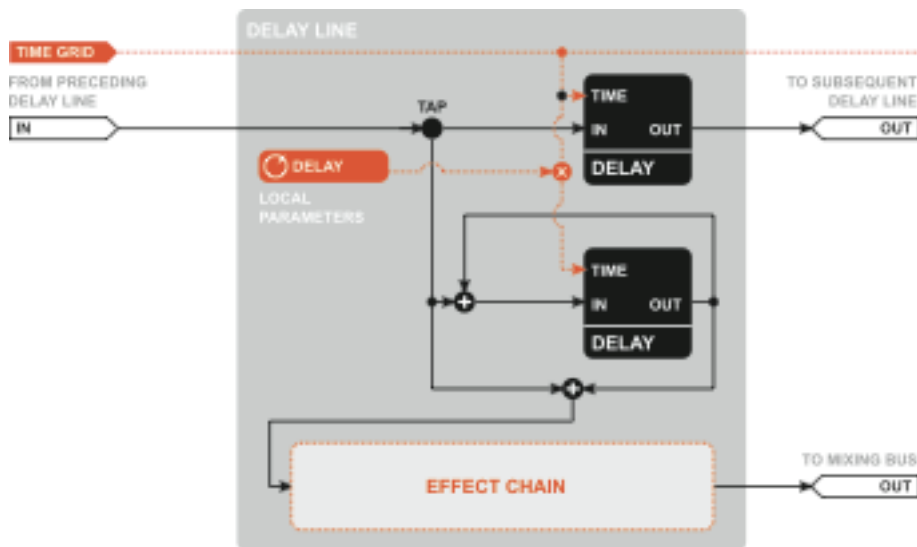 DELAY LINE
TIME GRID
FROM PRECEDING
DELAY LINE
IN
TAP
TIME
IN OUT
DELAY
TO SUBSEQUENT
DELAY LINE
OUT
DELAY
LOCAL
PARAMETERS
TIME
IN OUT
DELAY
EFFECT CHAIN
TO MIXING BUS
OUT